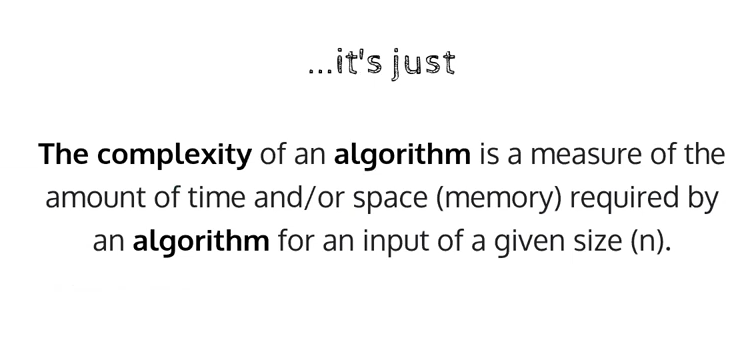 ...it's just
The complexity of an algorithm is a measure of the
amount of time and/or space (memory) required by
an algorithm for an input of a given size (n).